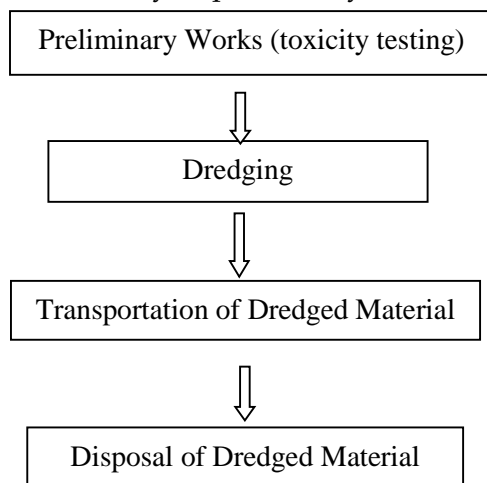 Preliminary Works (toxicity testing)
Dredging
Transportation of Dredged Material
Disposal of Dredged Material